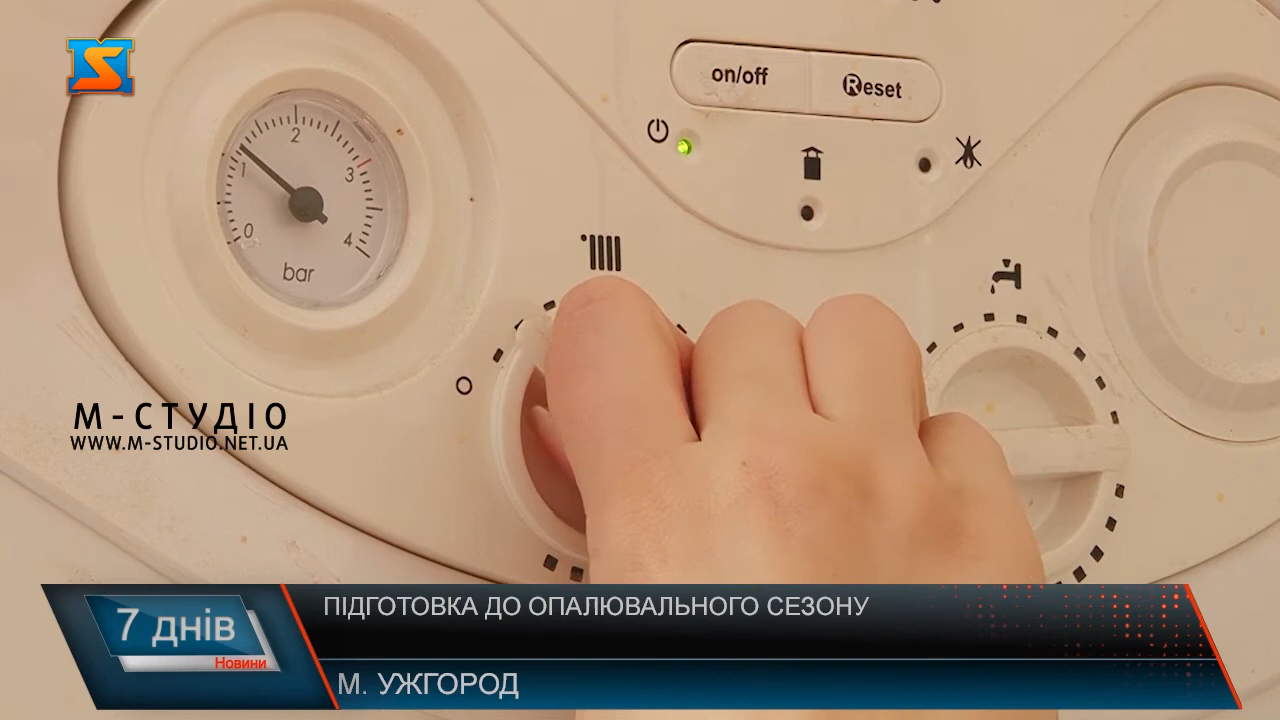 on/off
Reset
2
1
3
0
4
bar
М-СТУДІО
WWW.M-STUDIO.NET.UA
ПІДГОТОВКА ДО ОПАЛЮВАЛЬНОГО СЕЗОНУ
7 днів
Новини
М. УЖГОРОД